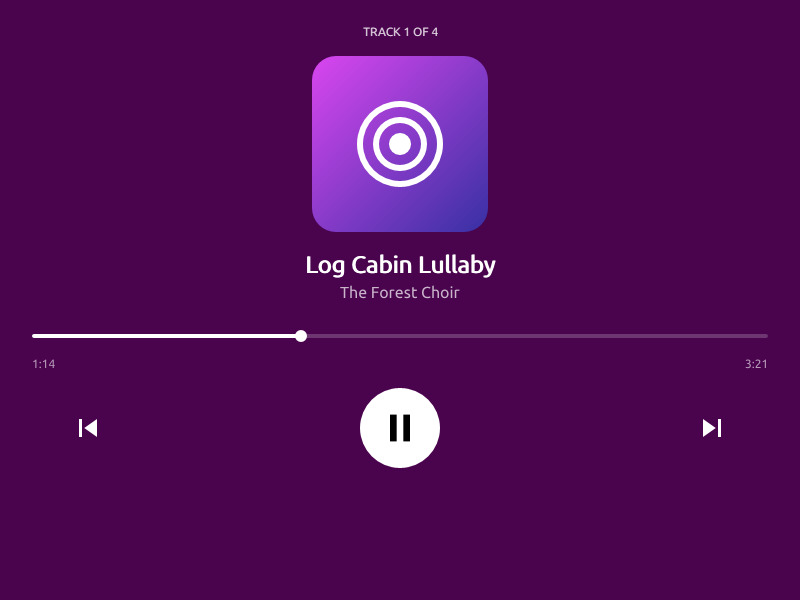 TRACK 1 OF 4
Log Cabin Lullaby
The Forest Choir
1:14
3:21